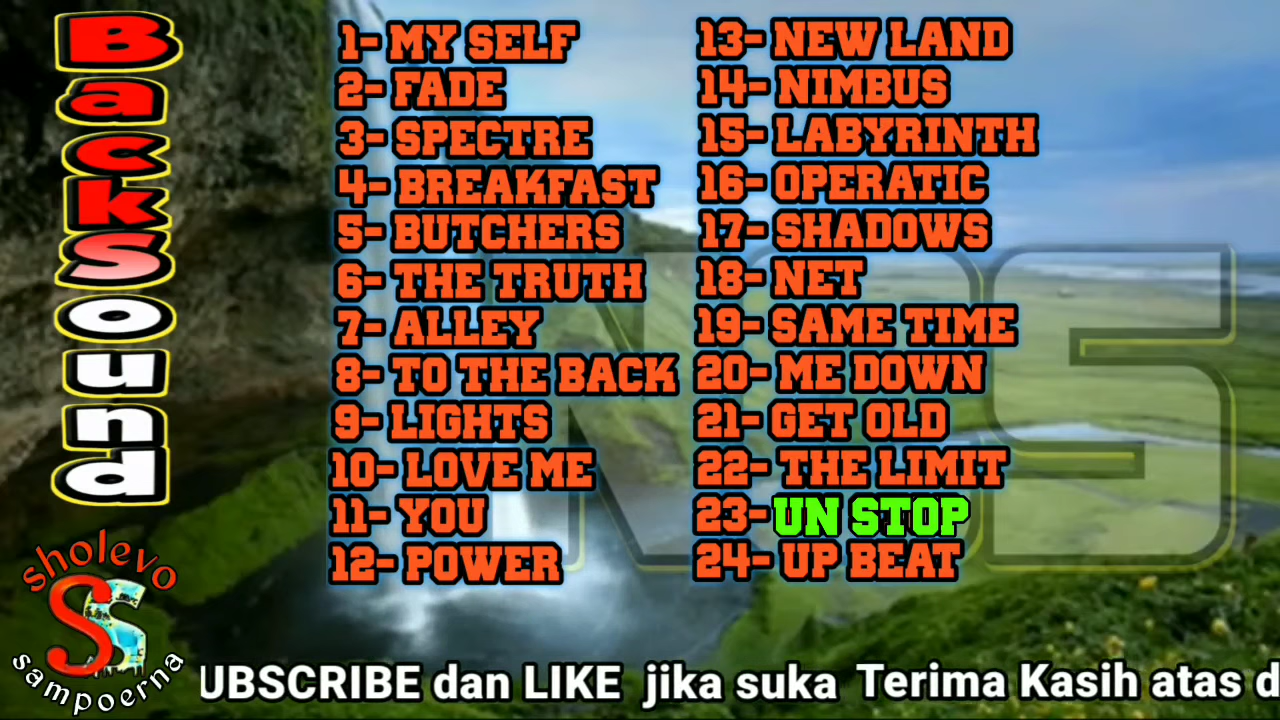 Backsound
1- MY SELF
2- FADE
3- SPECTRE
4- BREAKFAST
5- BUTCHERS
6- THE TRUTH
7- ALLEY
8- TO THE BACK
9- LIGHTS
10- LOVE ME
11- YOU
12- POWER
13- NEW LAND
14- NIMBUS
15- LABYRINTH
16- OPERATIC
17- SHADOWS
18- NET
19- SAME TIME
20- ME DOWN
21- GET OLD
22- THE LIMIT
23- UN STOP
24- UP BEAT
sholevo
SS
sampoerna
UBSCRIBE dan LIKE jika suka Terima Kasih atas d